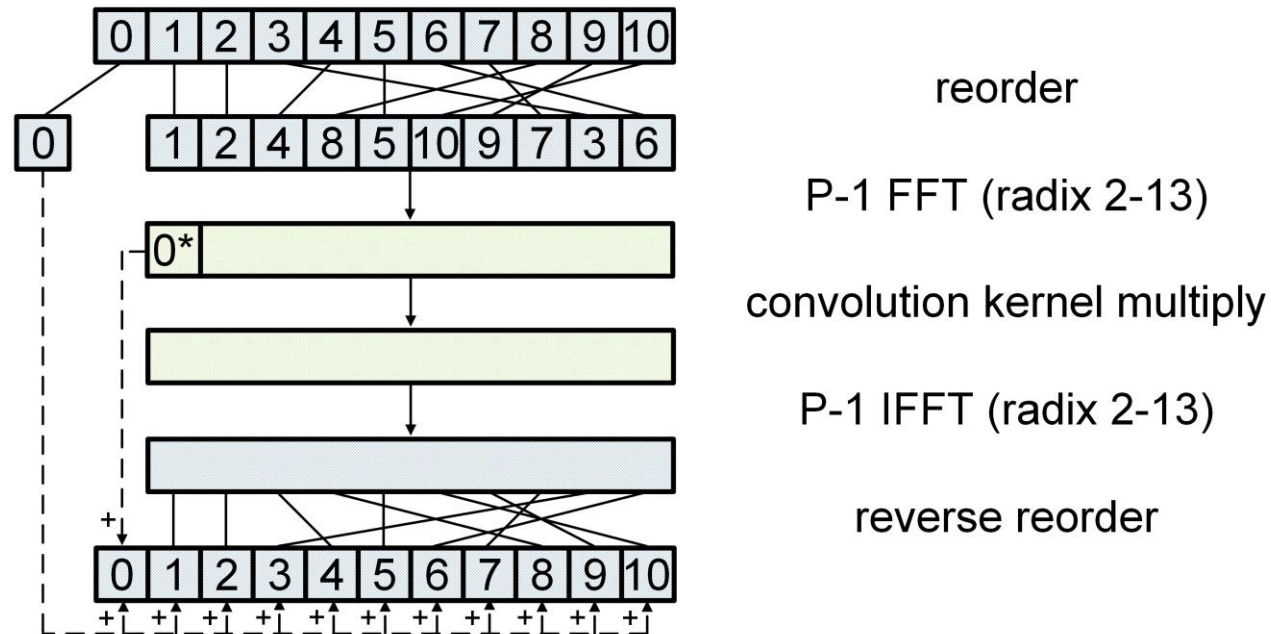 0 1 2 3 4 5 6 7 8 9 10
reorder
0 1 2 4 8 5 10 9 7 3 6
P-1 FFT (radix 2-13)
0*
convolution kernel multiply
P-1 IFFT (radix 2-13)
reverse reorder
+
0 1 2 3 4 5 6 7 8 9 10
+ + + + + + + + + + +